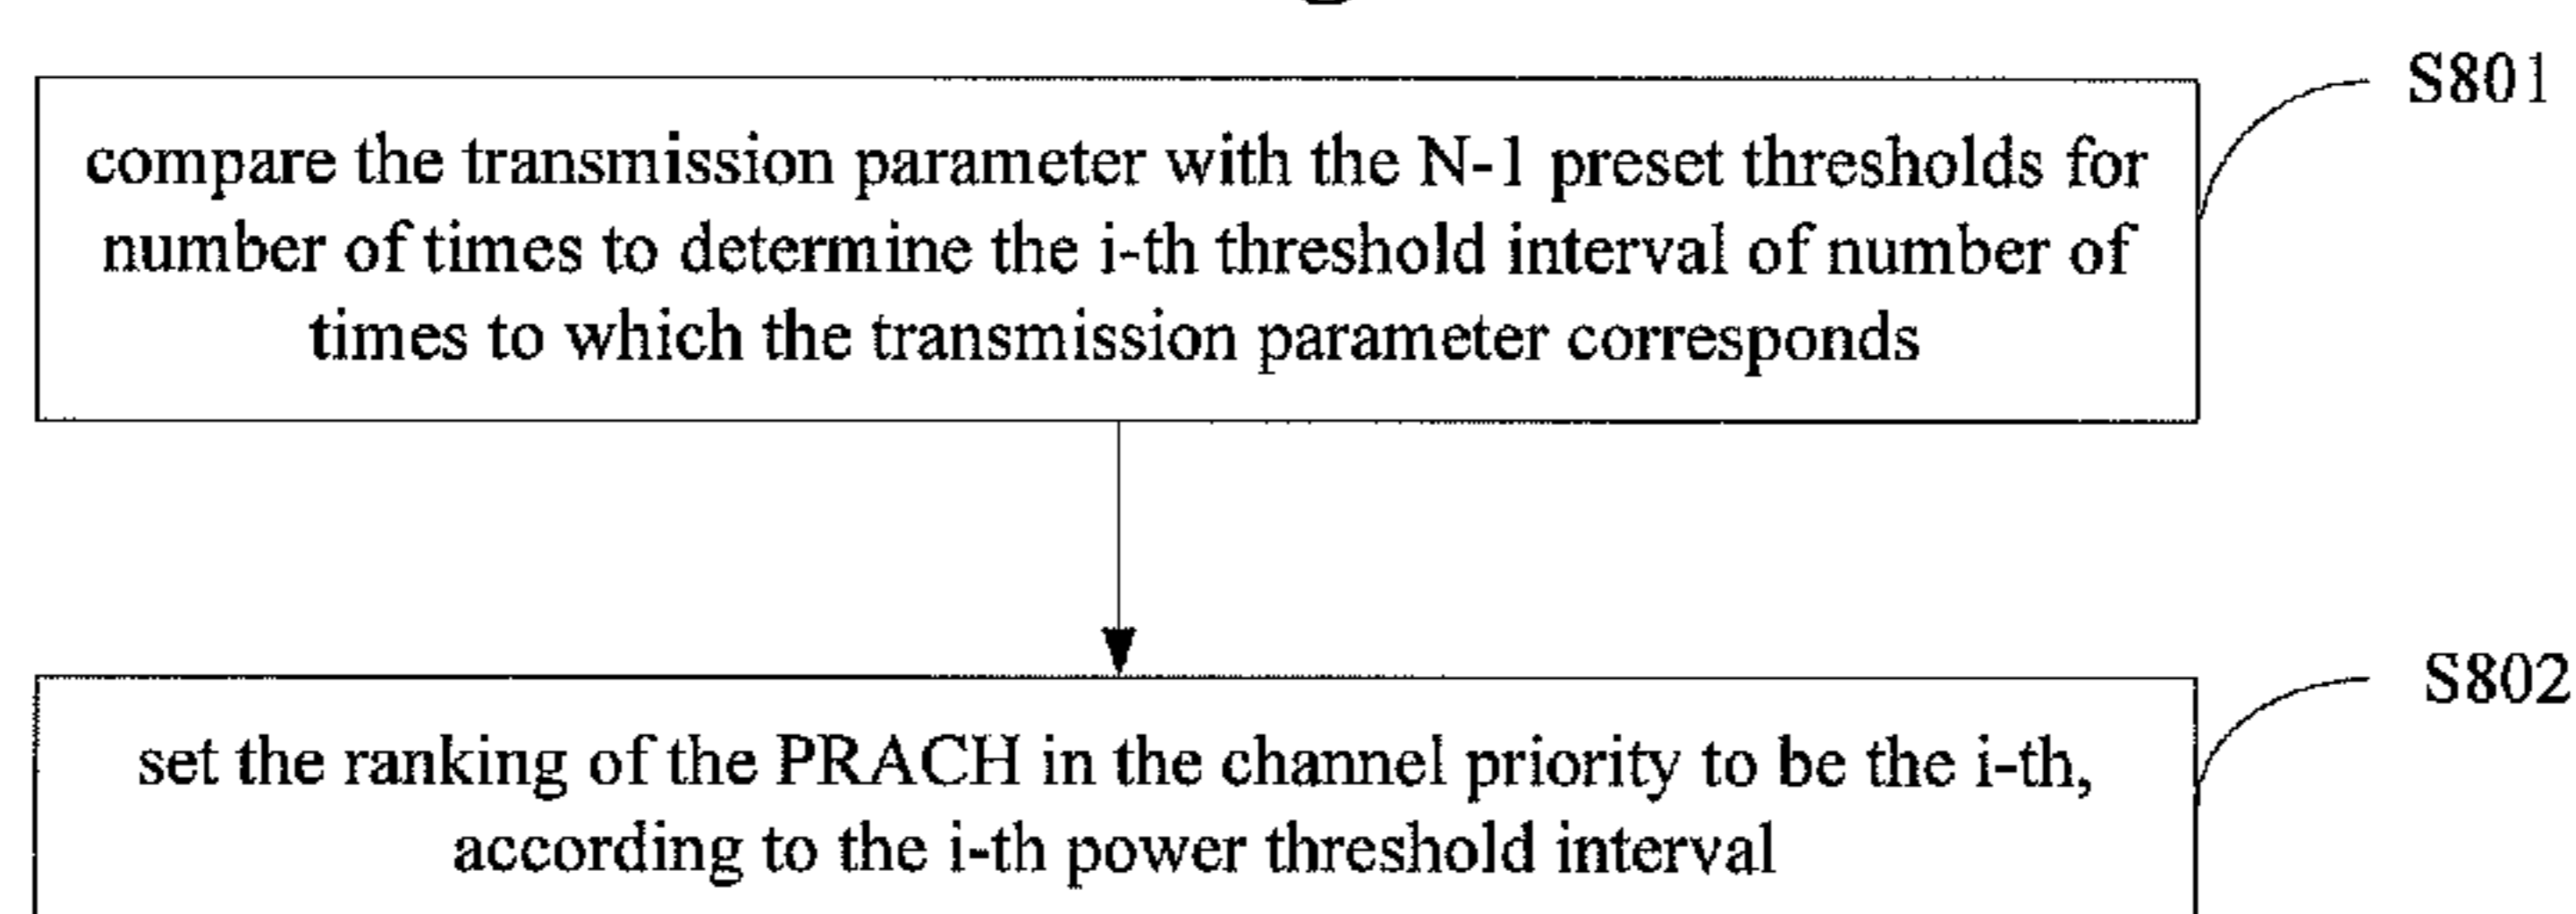 S801
compare the transmission parameter with the N-1 preset thresholds for
number of times to determine the i-th threshold interval of number of
times to which the transmission parameter corresponds
S802
set the ranking of the PRACH in the channel priority to be the i-th,
according to the i-th power threshold interval